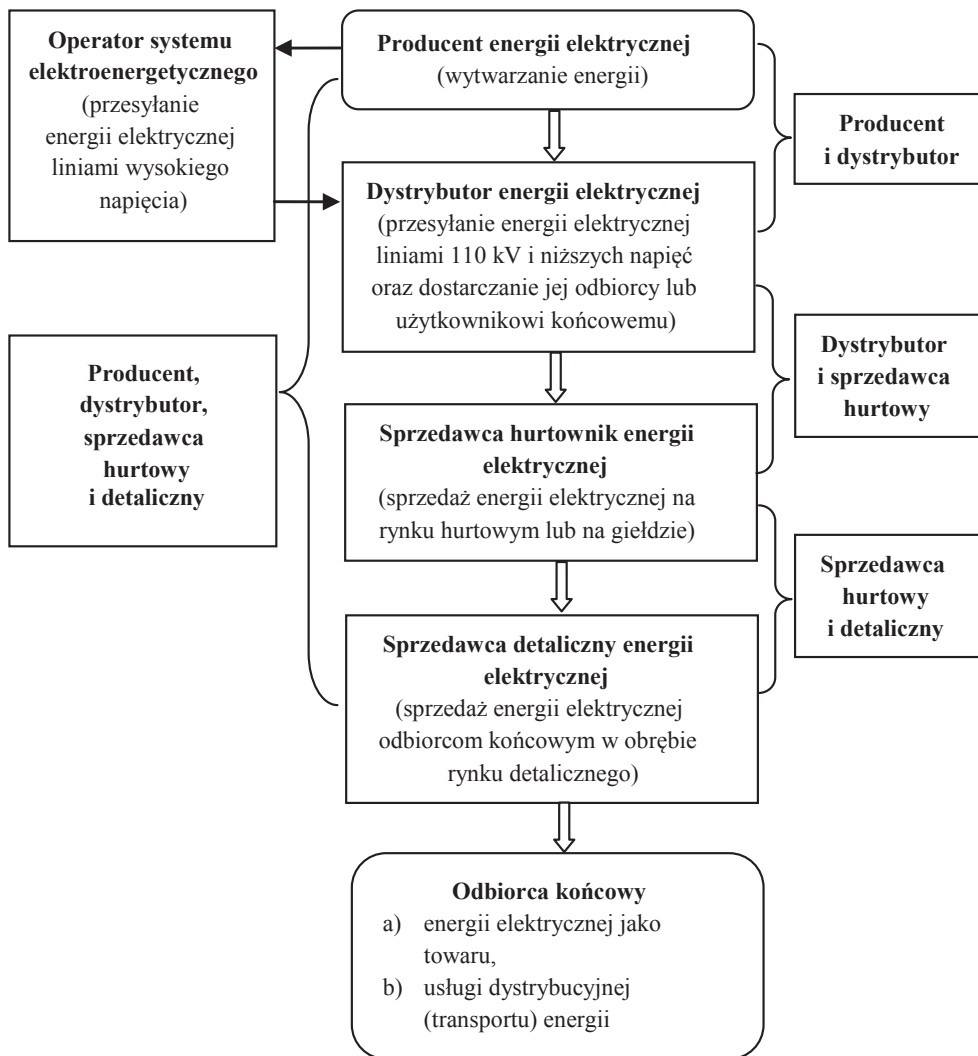 Operator systemu
elektroenergetycznego
(przesyłanie
energii elektrycznej
liniami wysokiego
napięcia)
Producent energii elektrycznej
(wytwarzanie energii)
Producent
i dystrybutor
Dystrybutor energii elektrycznej
(przesyłanie energii elektrycznej
liniami 110 kV i niższych napięć
oraz dostarczanie jej odbiorcy lub
użytkownikowi końcowemu)
Producent,
dystrybutor,
sprzedawca
hurtowy
i detaliczny
Dystrybutor
i sprzedawca
hurtowy
Sprzedawca hurtownik energii
elektrycznej
(sprzedaż energii elektrycznej na
rynku hurtowym lub na giełdzie)
Sprzedawca
hurtowy
i detaliczny
Sprzedawca detaliczny energii
elektrycznej
(sprzedaż energii elektrycznej
odbiorcom końcowym w obrębie
rynku detalicznego)
Odbiorca końcowy
a) energii elektrycznej jako
towaru,
b) usługi dystrybucyjnej
(transportu) energii